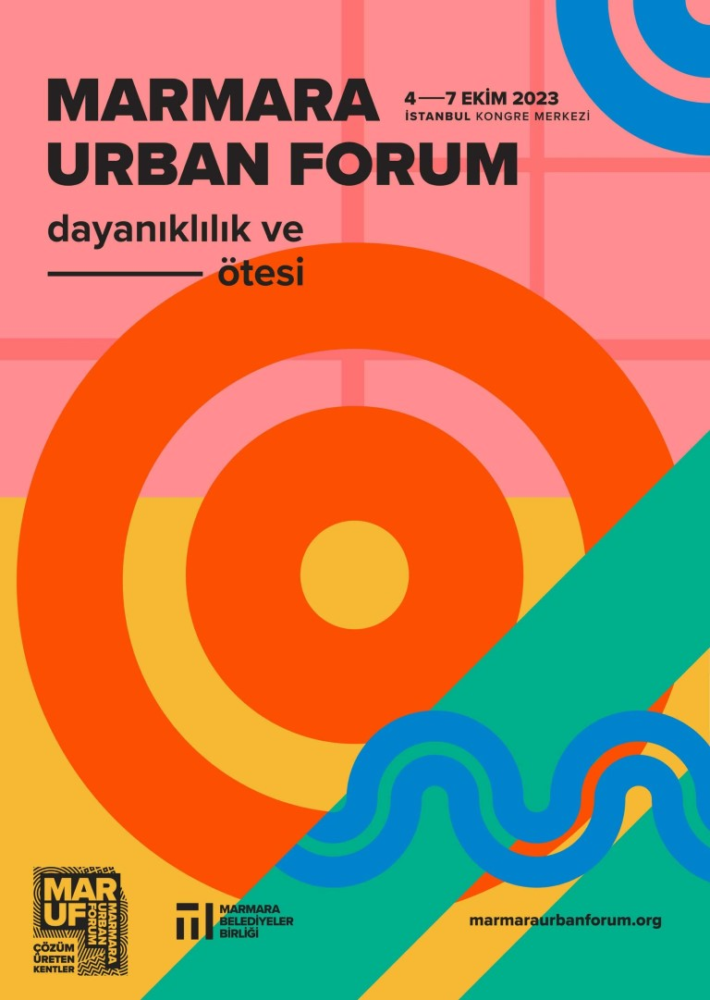 MARMARA
URBAN FORUM
4—7 EKİM 2023
İSTANBUL KONGRE MERKEZİ
dayanıklılık ve
ötesi
MAR
UF
MARMARA
URBAN
FORUM
ÇÖZÜM
ÜRETEN
KENTLER
MARMARA
BELEDİYELER
BİRLİĞİ
marmaraurbanforum.org